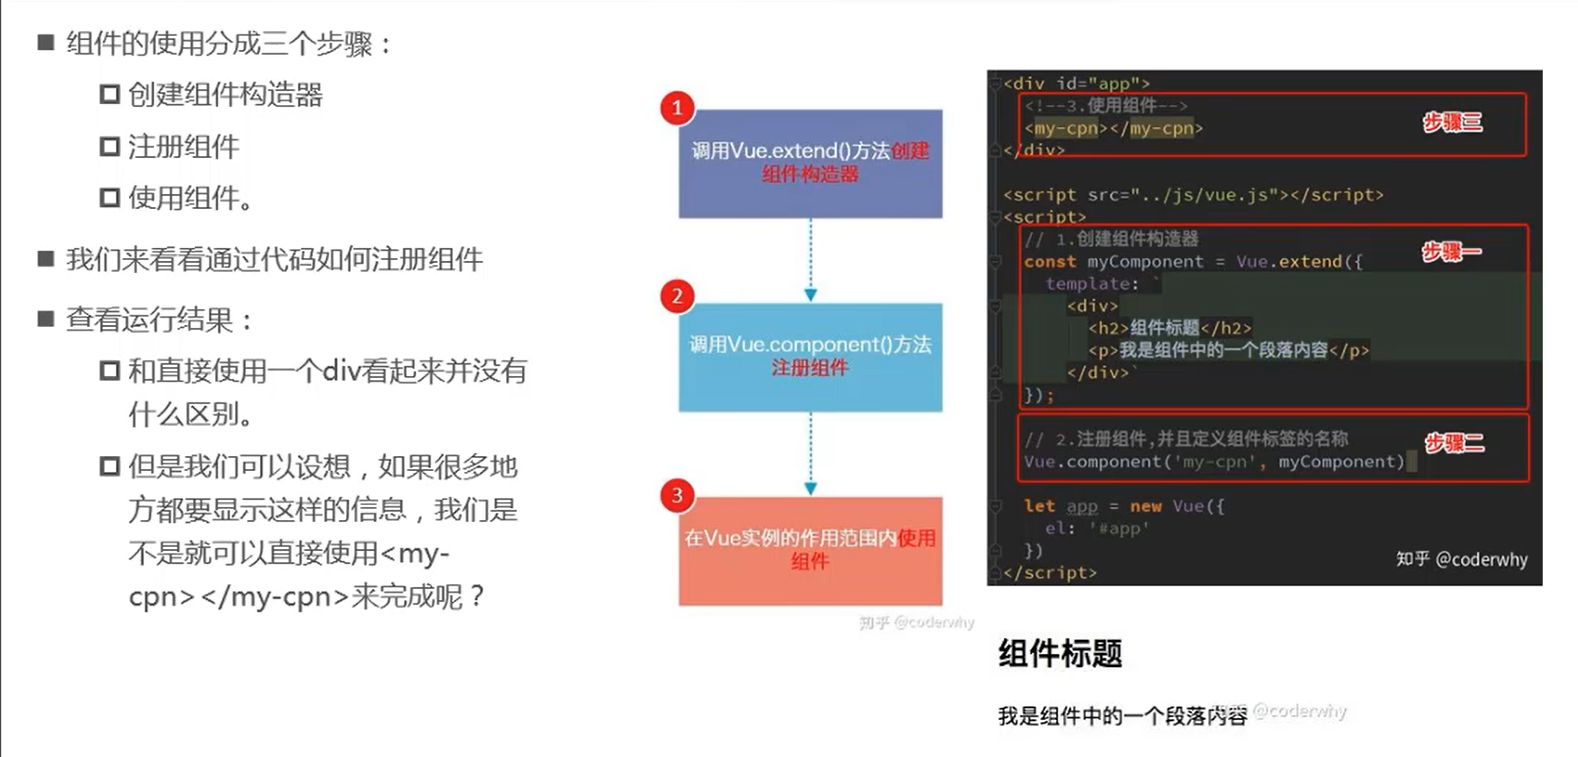 组件的使用分成三个步骤：
创建组件构造器
注册组件
使用组件。
我们来看看通过代码如何注册组件
查看运行结果：
和直接使用一个div看起来并没有
什么区别。
但是我们可以设想，如果很多地
方都要显示这样的信息，我们是
不是就可以直接使用<my-
cpn></my-cpn>来完成呢？
1
调用Vue.extend()方法创建
组件构造器
2
调用Vue.component()方法
注册组件
3
在Vue实例的作用范围内使用
组件
知乎 @coderwhy
<div id="app">
<!--3.使用组件-->
步骤三
<my-cpn></my-cpn>
</div>
<script src="../js/vue.js"></script>
<script>
// 1.创建组件构造器
步骤一
const myComponent = Vue.extend({
template: `
<div>
<h2>组件标题</h2>
<p>我是组件中的一个段落内容</p>
</div>`
});
// 2.注册组件,并且定义组件标签的名称
步骤二
Vue.component('my-cpn', myComponent)
let app = new Vue({
el: '#app'
})
</script>
知乎 @coderwhy
组件标题
我是组件中的一个段落内容
知乎 @coderwhy